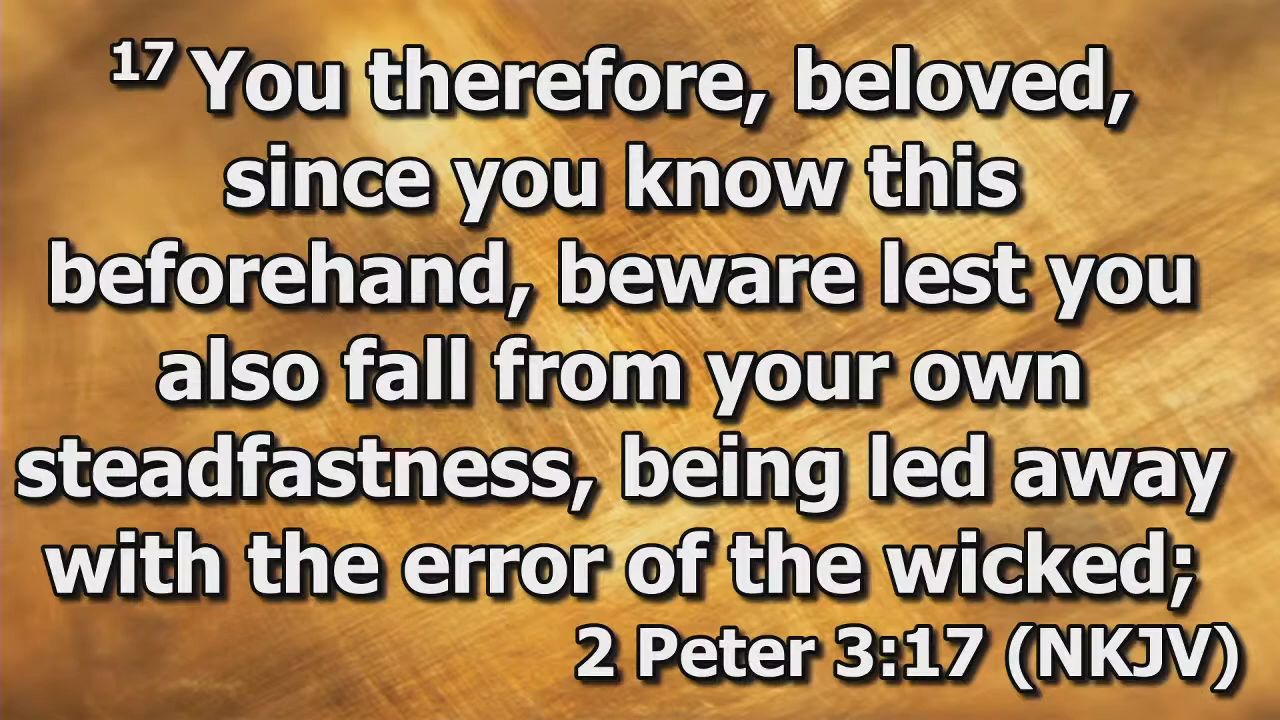 17 You therefore, beloved,
since you know this
beforehand, beware lest you
also fall from your own
steadfastness, being led away
with the error of the wicked;
2 Peter 3:17 (NKJV)